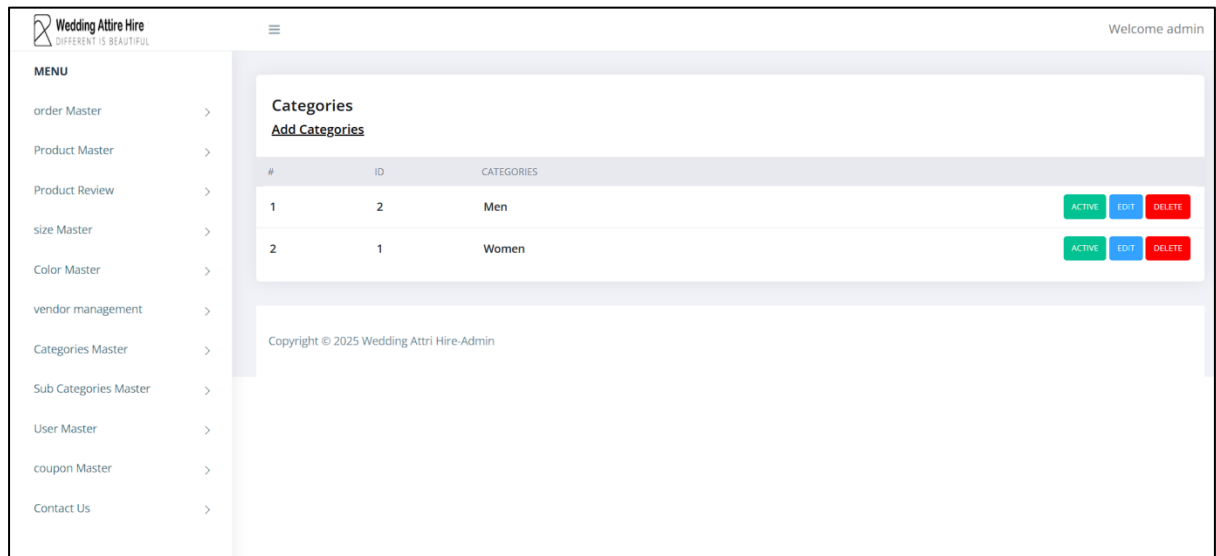 Wedding Attire Hire
DIFFERENT IS BEAUTIFUL
Welcome admin
MENU
order Master
Product Master
Product Review
size Master
Color Master
vendor management
Categories Master
Sub Categories Master
User Master
coupon Master
Contact Us
Categories
Add Categories
# ID CATEGORIES
1 2 Men ACTIVE EDIT DELETE
2 1 Women ACTIVE EDIT DELETE
Copyright © 2025 Wedding Attri Hire-Admin